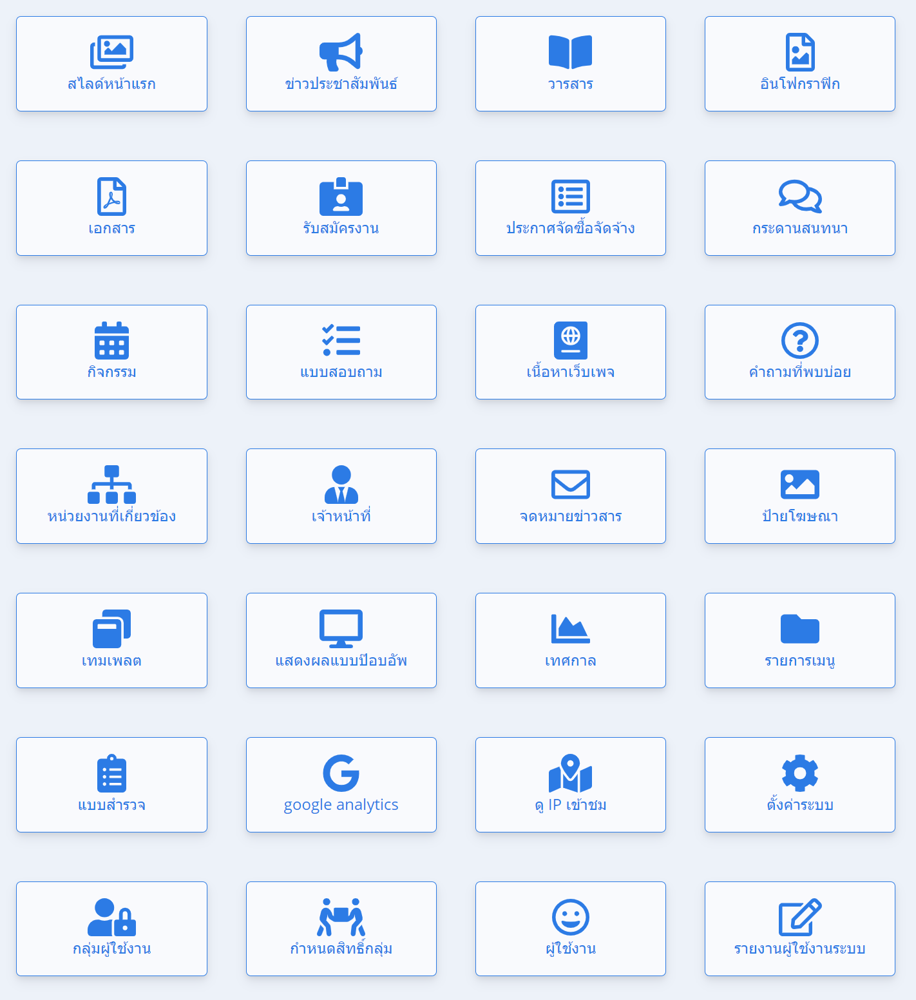 สไลด์หน้าแรก
ข่าวประชาสัมพันธ์
วารสาร
อินโฟกราฟิก
เอกสาร
รับสมัครงาน
ประกาศจัดซื้อจัดจ้าง
กระดานสนทนา
กิจกรรม
แบบสอบถาม
เนื้อหาเว็บเพจ
คำถามที่พบบ่อย
หน่วยงานที่เกี่ยวข้อง
เจ้าหน้าที่
จดหมายข่าวสาร
ป้ายโฆษณา
เทมเพลต
แสดงผลแบบป๊อบอัพ
เทศกาล
รายการเมนู
แบบสำรวจ
google analytics
ดู IP เข้าชม
ตั้งค่าระบบ
กลุ่มผู้ใช้งาน
กำหนดสิทธิ์กลุ่ม
ผู้ใช้งาน
รายงานผู้ใช้งานระบบ